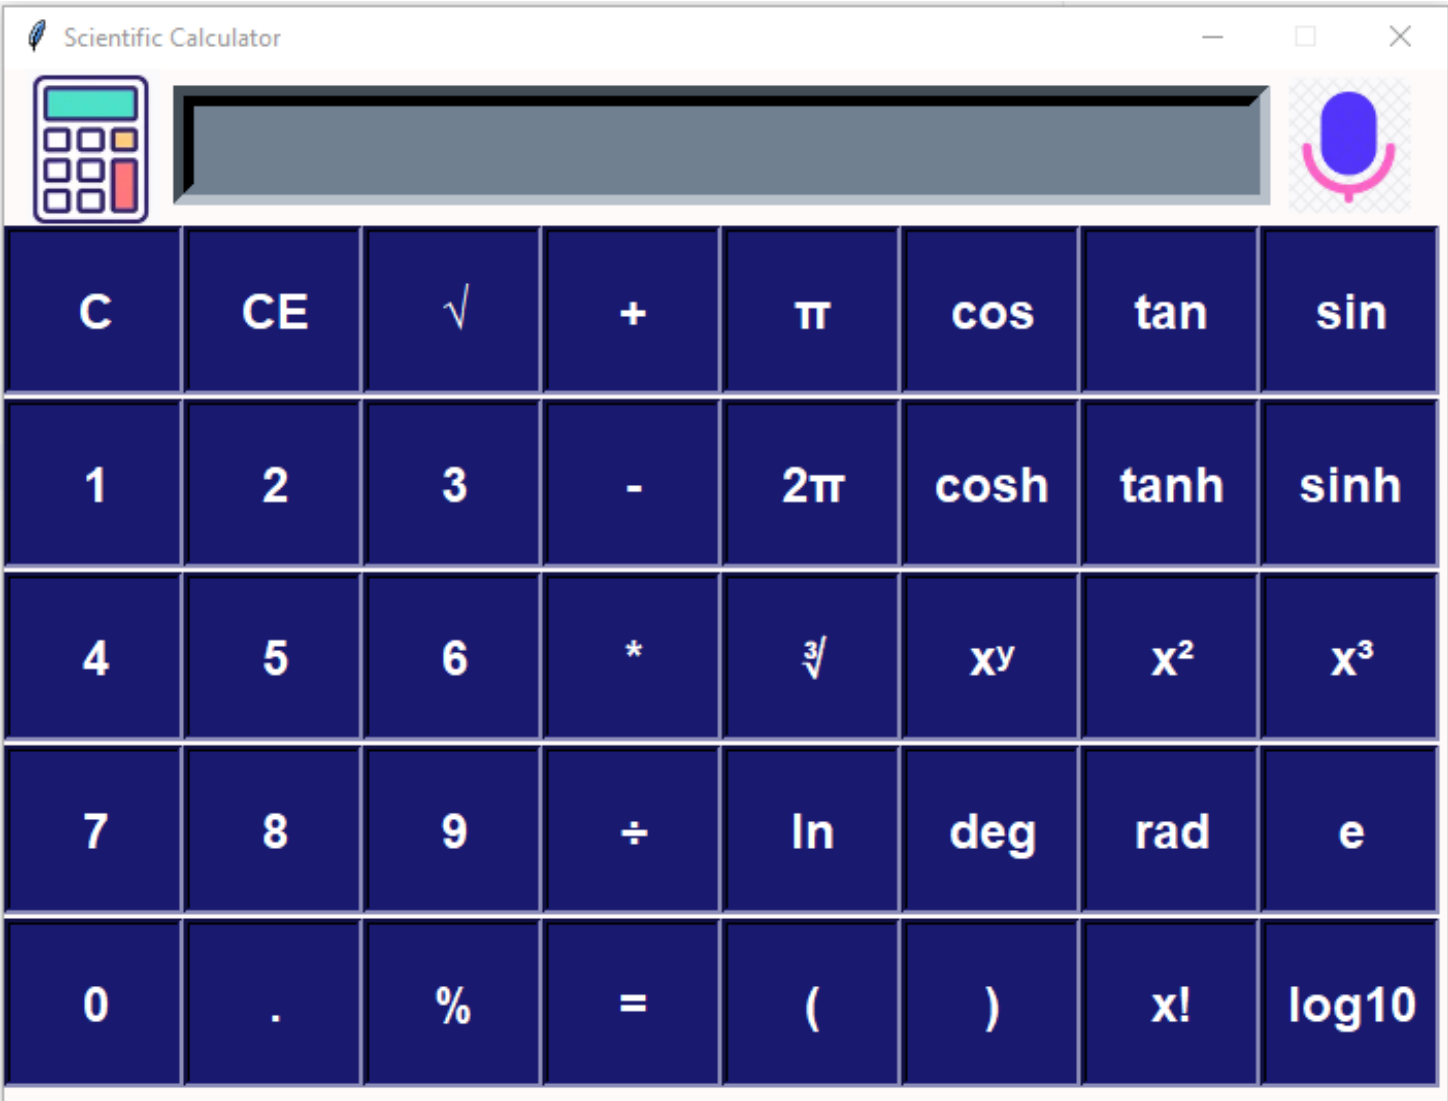 Scientific Calculator
C CE √ + π cos tan sin
1 2 3 - 2π cosh tanh sinh
4 5 6 * ∛ xʸ x² x³
7 8 9 ÷ ln deg rad e
0 . % = ( ) x! log10